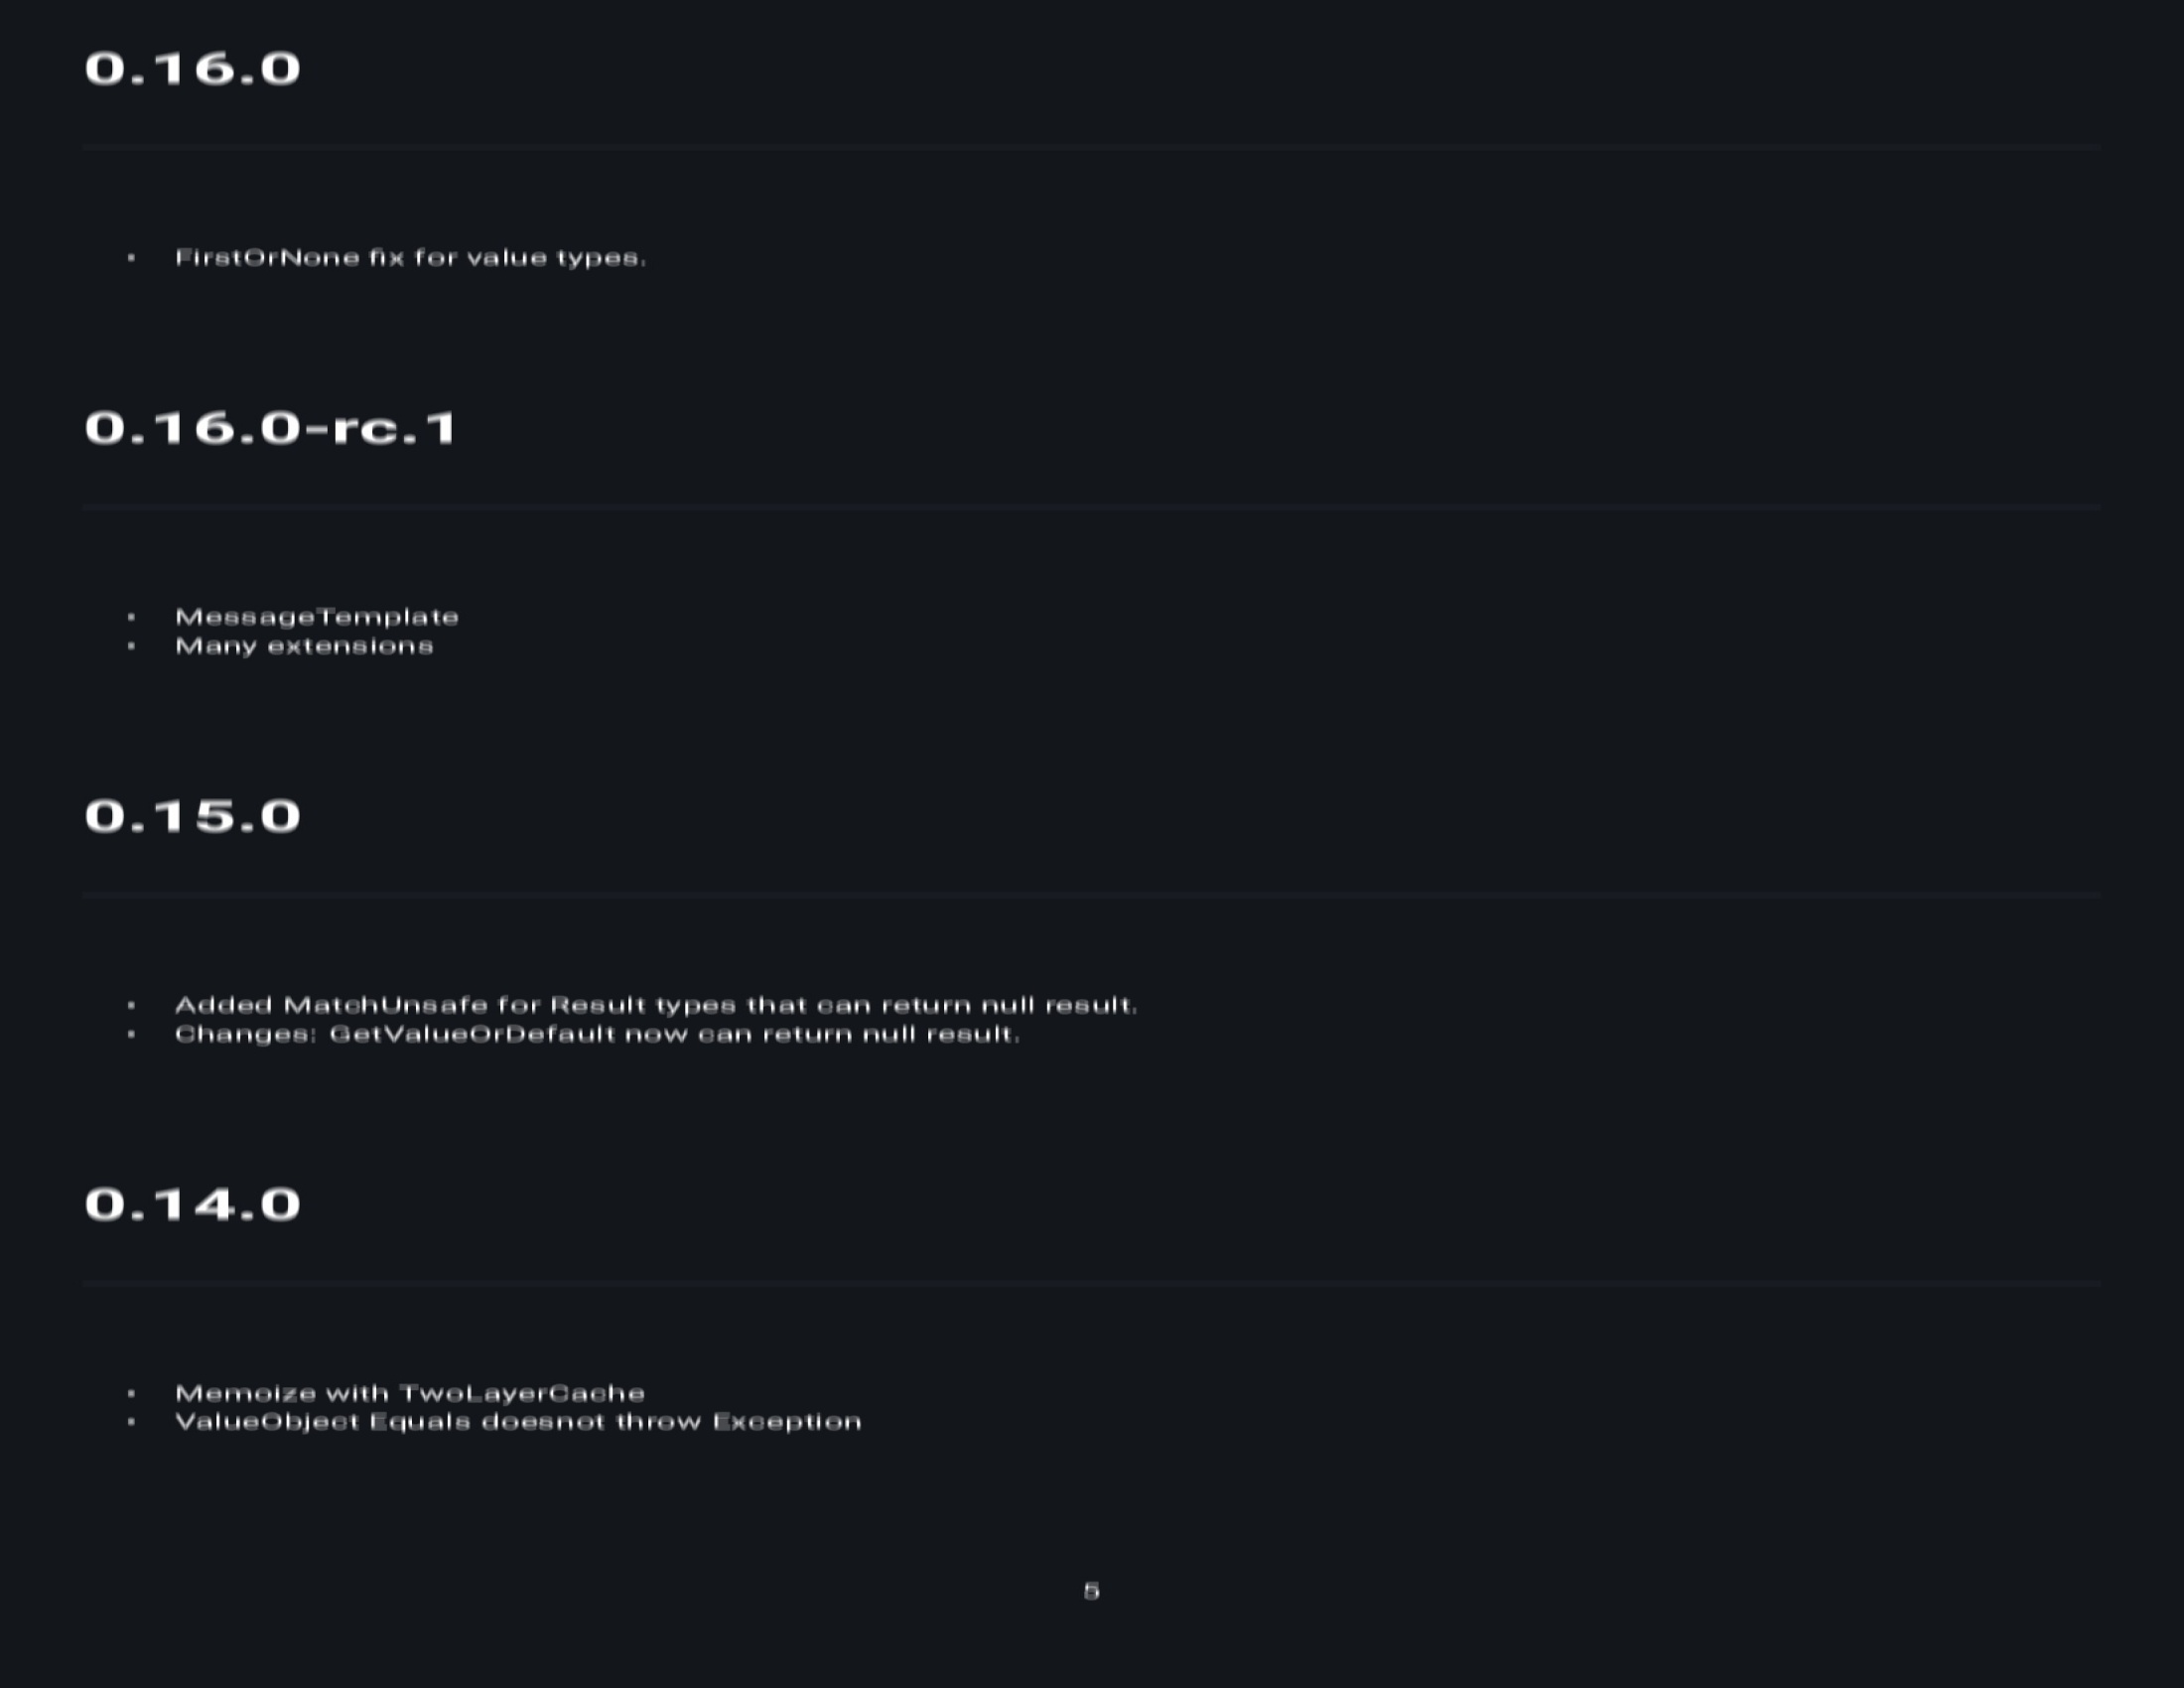 0.16.0
• FirstOrNone fix for value types.
0.16.0-rc.1
• MessageTemplate
• Many extensions
0.15.0
• Added MatchUnsafe for Result types that can return null result.
• Changes: GetValueOrDefault now can return null result.
0.14.0
• Memoize with TwoLayerCache
• ValueObject Equals doesnot throw Exception
5